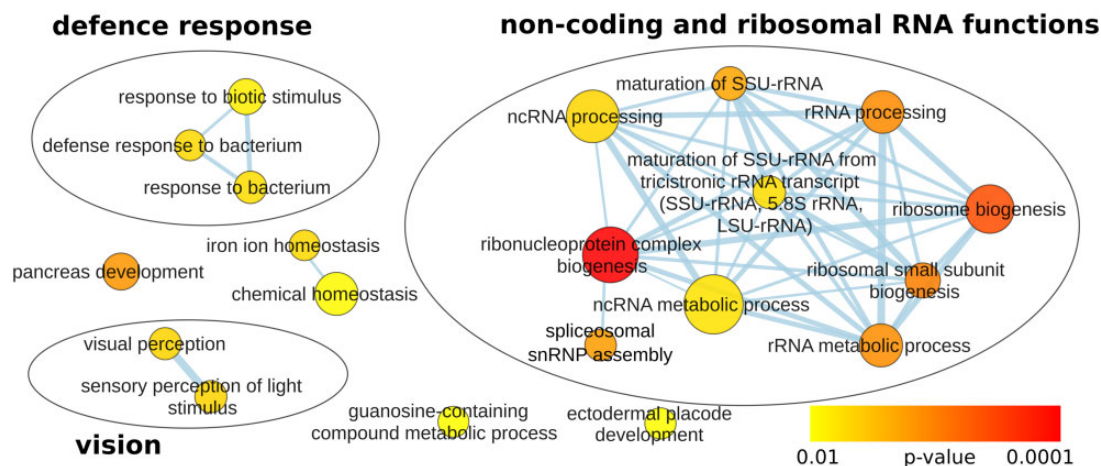 defence response
response to biotic stimulus
defense response to bacterium
response to bacterium
non-coding and ribosomal RNA functions
maturation of SSU-rRNA
ncRNA processing
rRNA processing
maturation of SSU-rRNA from
tricistronic rRNA transcript
(SSU-rRNA, 5.8S rRNA,
LSU-rRNA)
ribosome biogenesis
ribonucleoprotein complex
biogenesis
ribosomal small subunit
biogenesis
ncRNA metabolic process
spliceosomal
snRNP assembly
rRNA metabolic process
iron ion homeostasis
pancreas development
chemical homeostasis
visual perception
sensory perception of light
stimulus
vision
guanosine-containing
compound metabolic process
ectodermal placode
development
0.01 p-value 0.0001